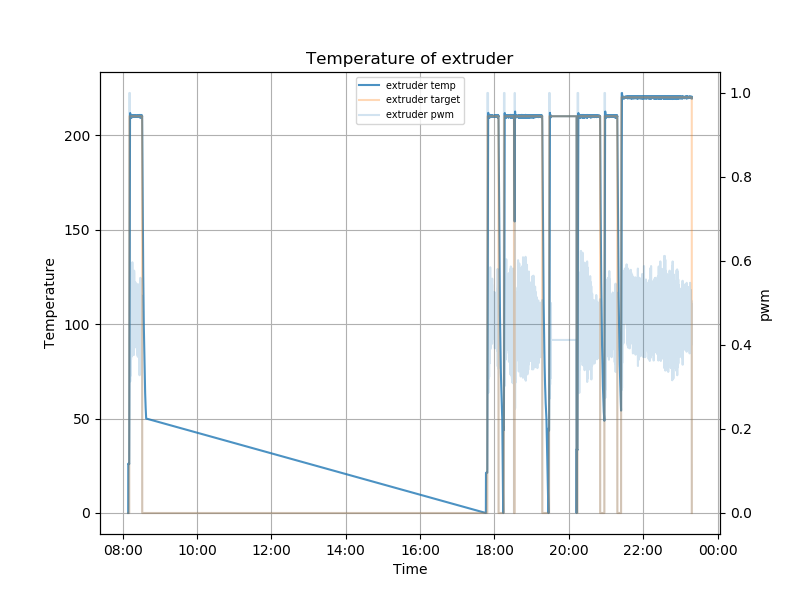 Temperature of extruder
extruder temp
extruder target
extruder pwm
200
150
100
50
0
Temperature
1.0
0.8
0.6
0.4
0.2
0.0
pwm
08:00 10:00 12:00 14:00 16:00 18:00 20:00 22:00 00:00
Time